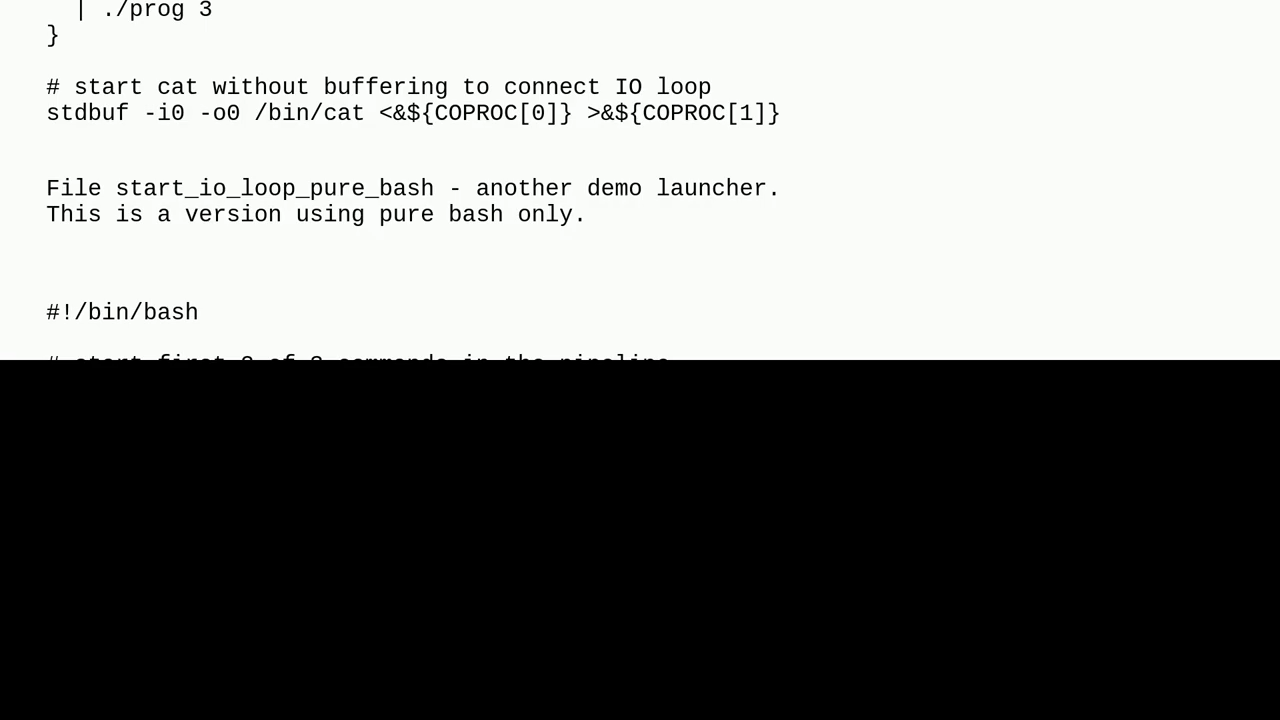 | ./prog 3
}
# start cat without buffering to connect IO loop
stdbuf -i0 -o0 /bin/cat <&${COPROC[0]} >&${COPROC[1]}
File start_io_loop_pure_bash - another demo launcher.
This is a version using pure bash only.
#!/bin/bash